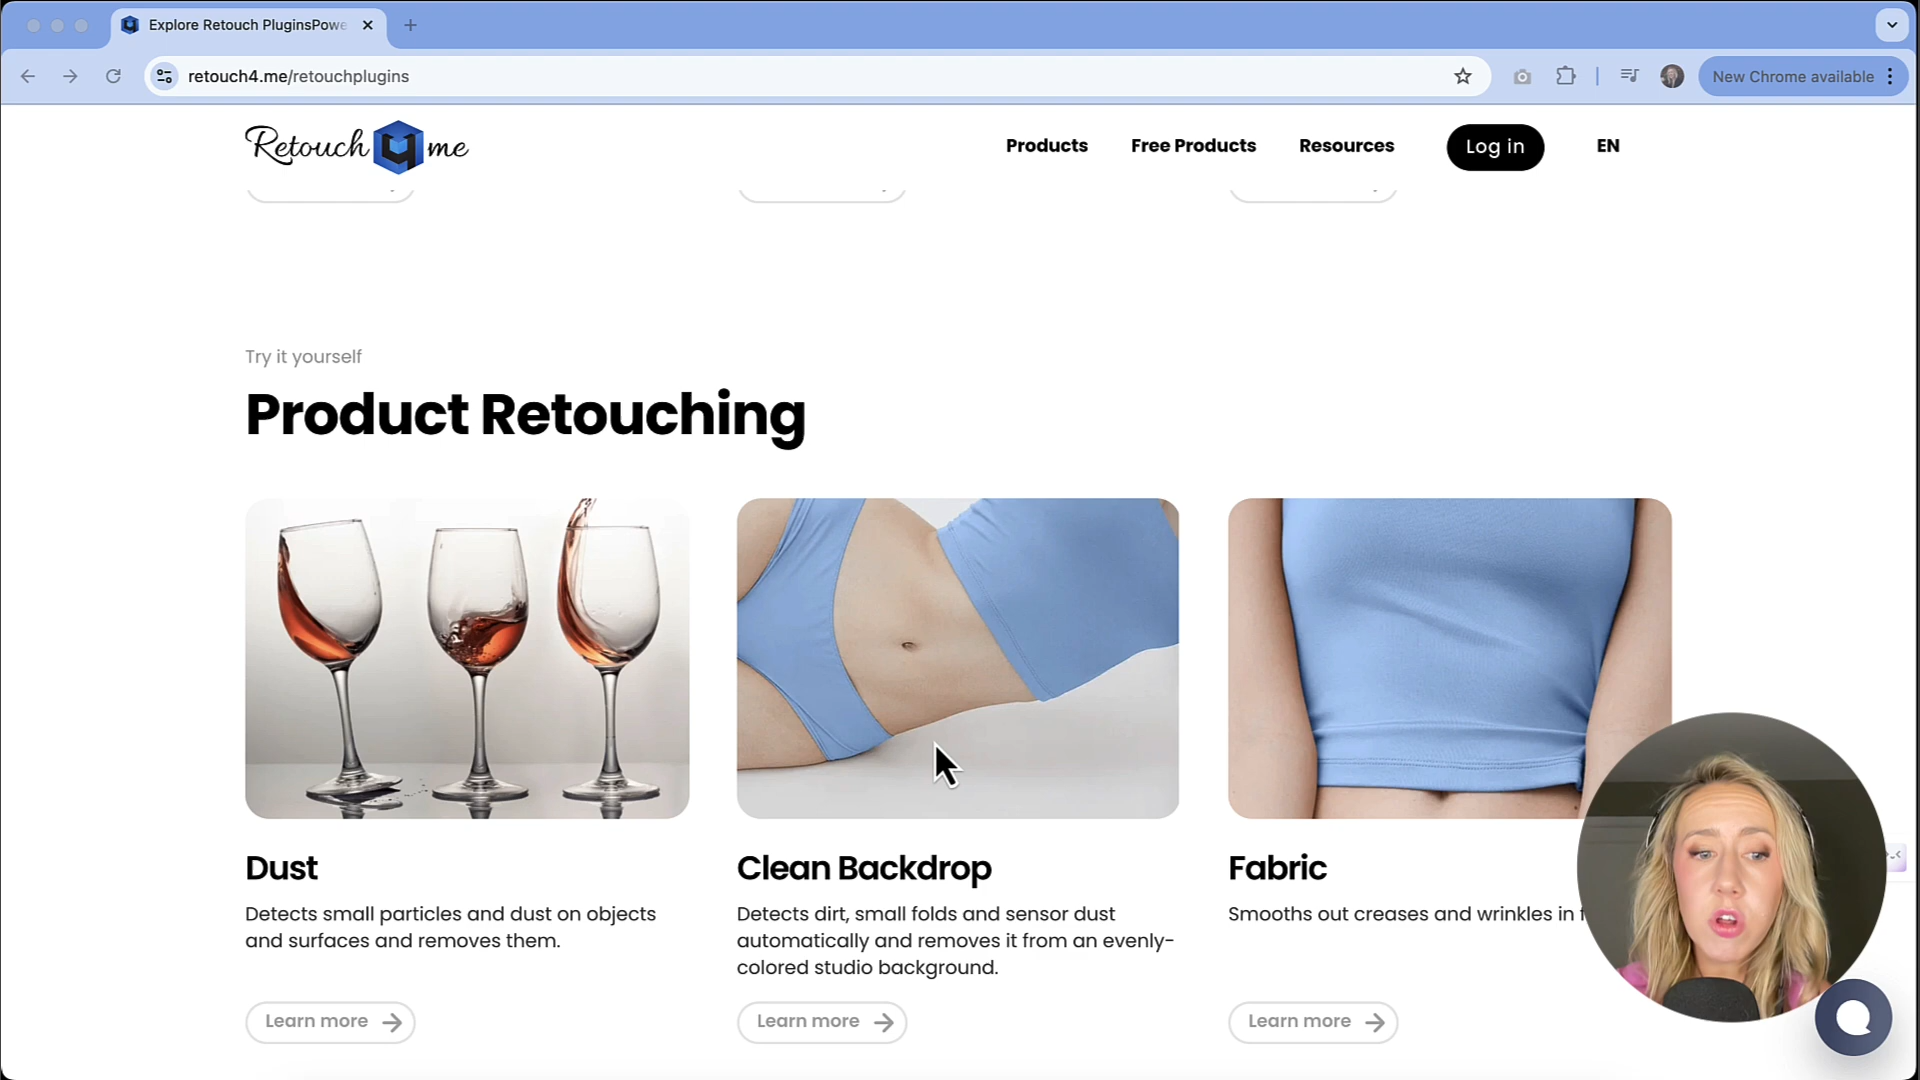 Explore Retouch PluginsPowe
retouch4.me/retouchplugins
New Chrome available
Retouch 4 me
Products
Free Products
Resources
Log in
EN
Try it yourself
Product Retouching
Dust
Detects small particles and dust on objects
and surfaces and removes them.
Learn more
Clean Backdrop
Detects dirt, small folds and sensor dust
automatically and removes it from an evenly-
colored studio background.
Learn more
Fabric
Smooths out creases and wrinkles in
Learn more